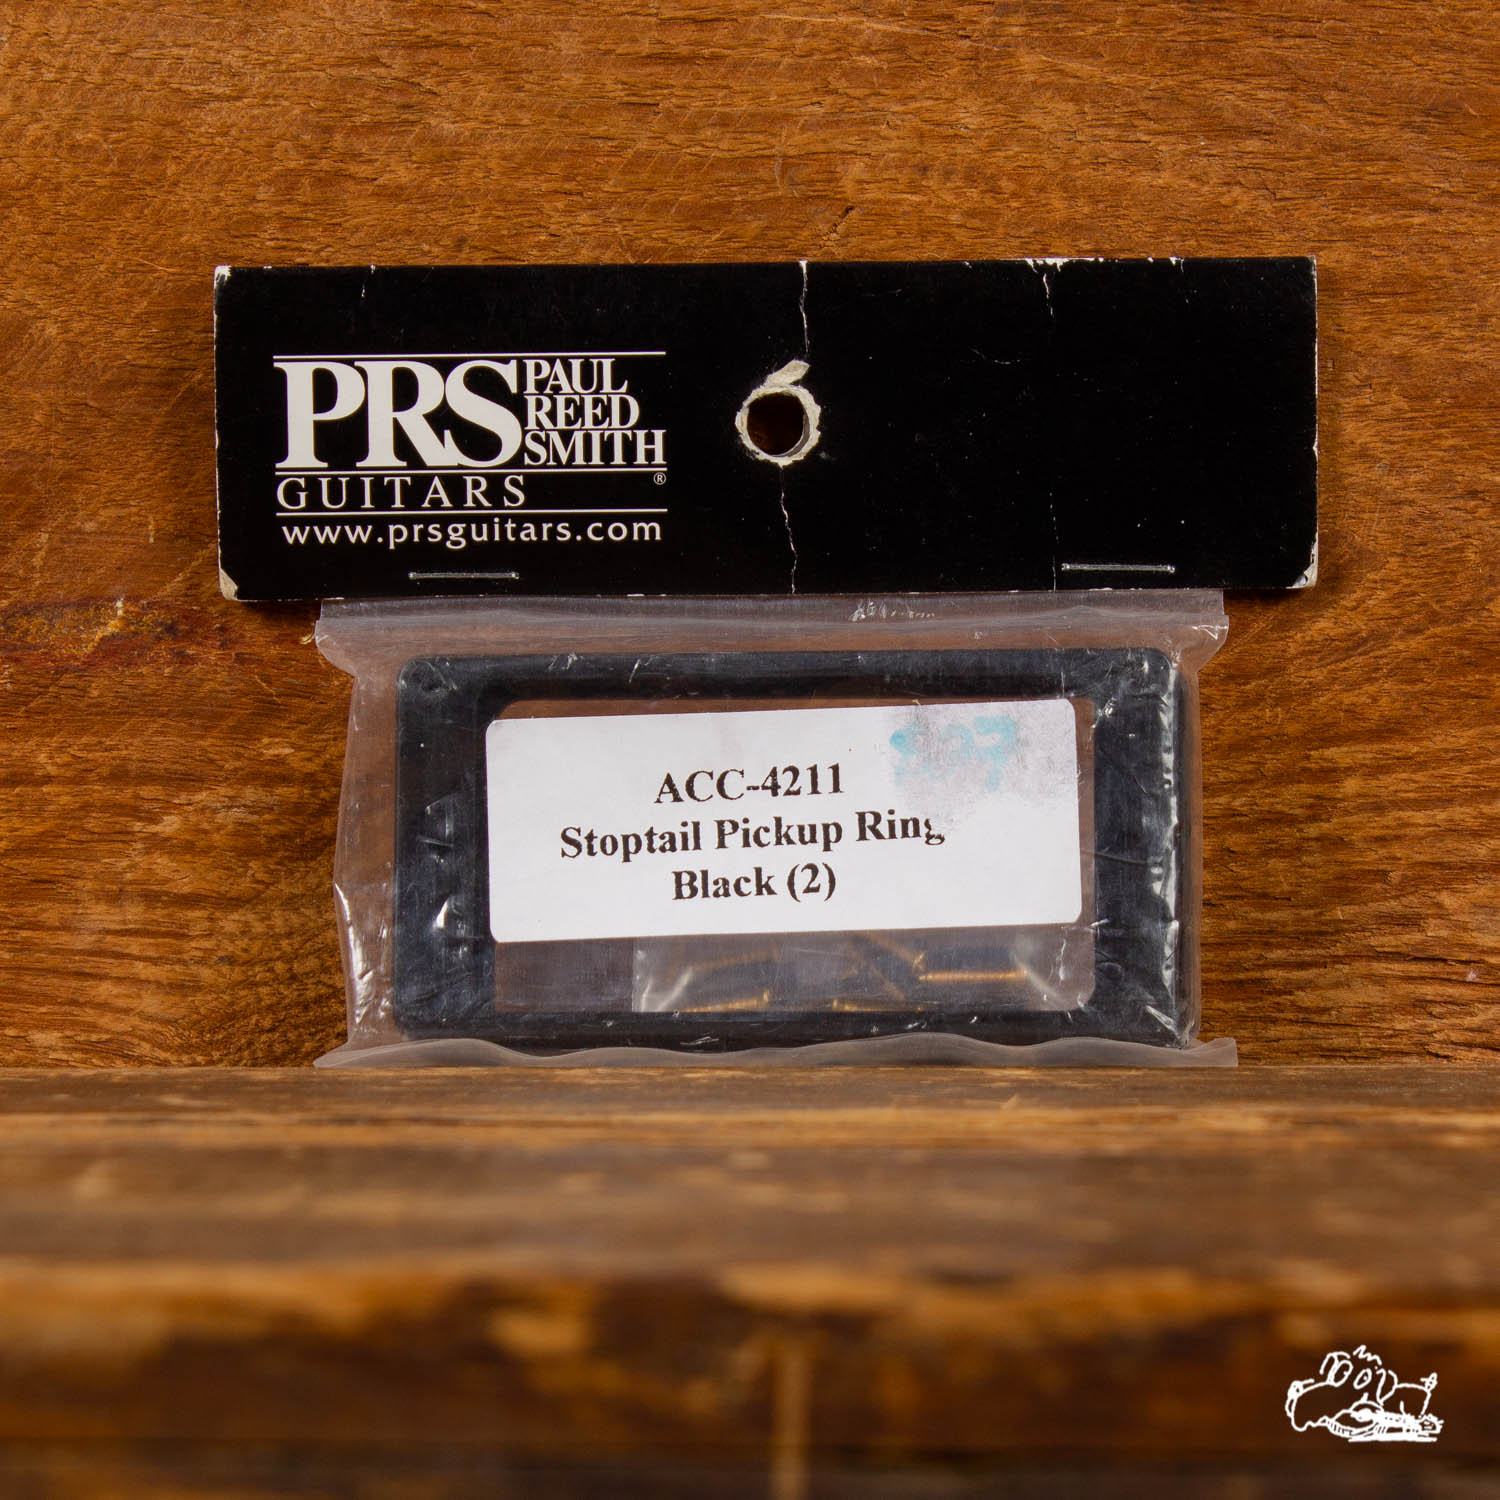 PRS PAUL
REED
SMITH
GUITARS ®
www.prsguitars.com
ACC-4211
Stoptail Pickup Ring
Black (2)